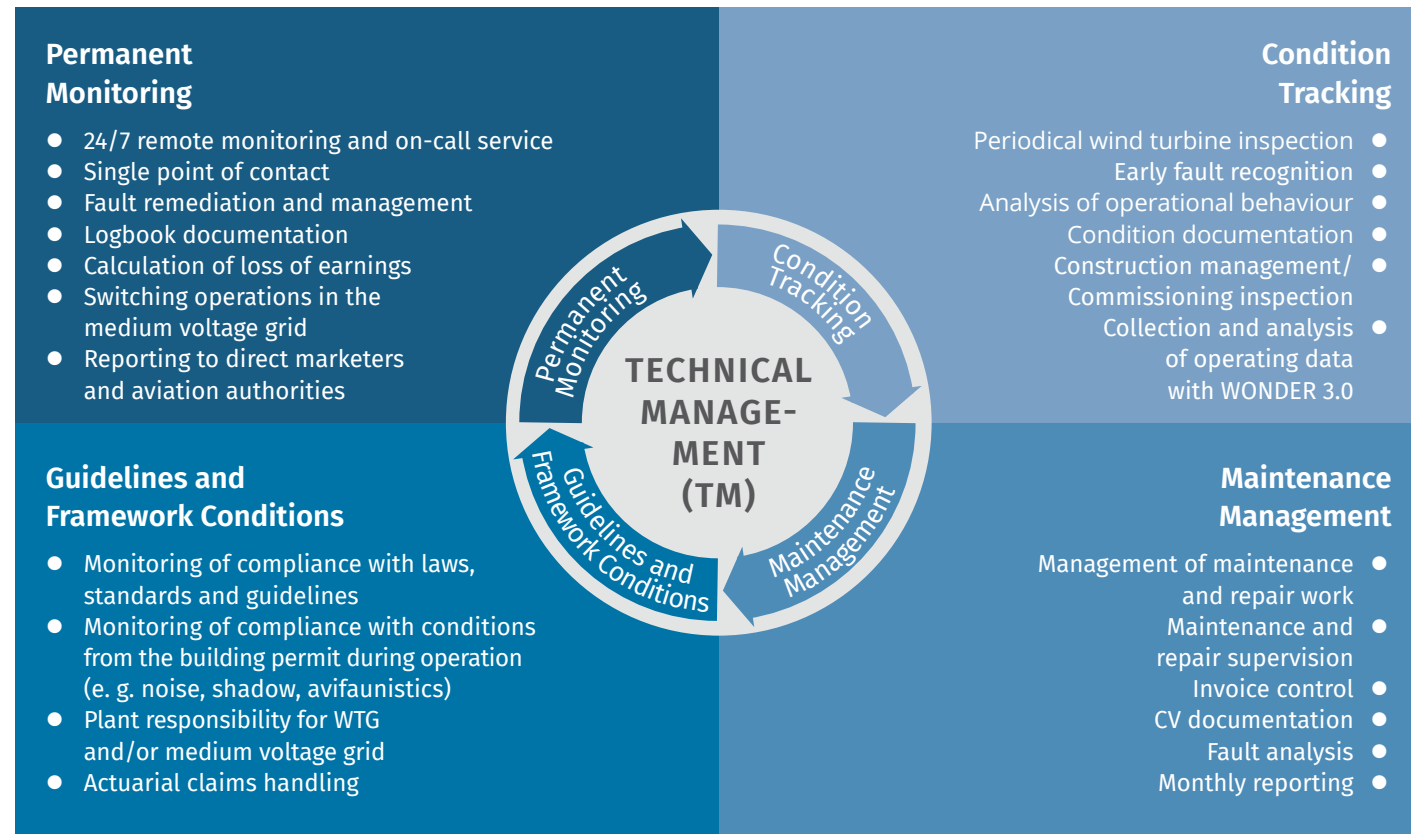 Permanent
Monitoring
● 24/7 remote monitoring and on-call service
● Single point of contact
● Fault remediation and management
● Logbook documentation
● Calculation of loss of earnings
● Switching operations in the
medium voltage grid
● Reporting to direct marketers
and aviation authorities
Condition
Tracking
Periodical wind turbine inspection ●
Early fault recognition ●
Analysis of operational behaviour ●
Condition documentation ●
Construction management/ ●
Commissioning inspection
Collection and analysis ●
of operating data
with WONDER 3.0
Permanent
Monitoring
Condition
Tracking
TECHNICAL
MANAGE-
MENT
(TM)
Guidelines and
Framework Conditions
Maintenance
Management
Guidelines and
Framework Conditions
● Monitoring of compliance with laws,
standards and guidelines
● Monitoring of compliance with conditions
from the building permit during operation
(e. g. noise, shadow, avifaunistics)
● Plant responsibility for WTG
and/or medium voltage grid
● Actuarial claims handling
Maintenance
Management
Management of maintenance ●
and repair work
Maintenance and ●
repair supervision
Invoice control ●
CV documentation ●
Fault analysis ●
Monthly reporting ●